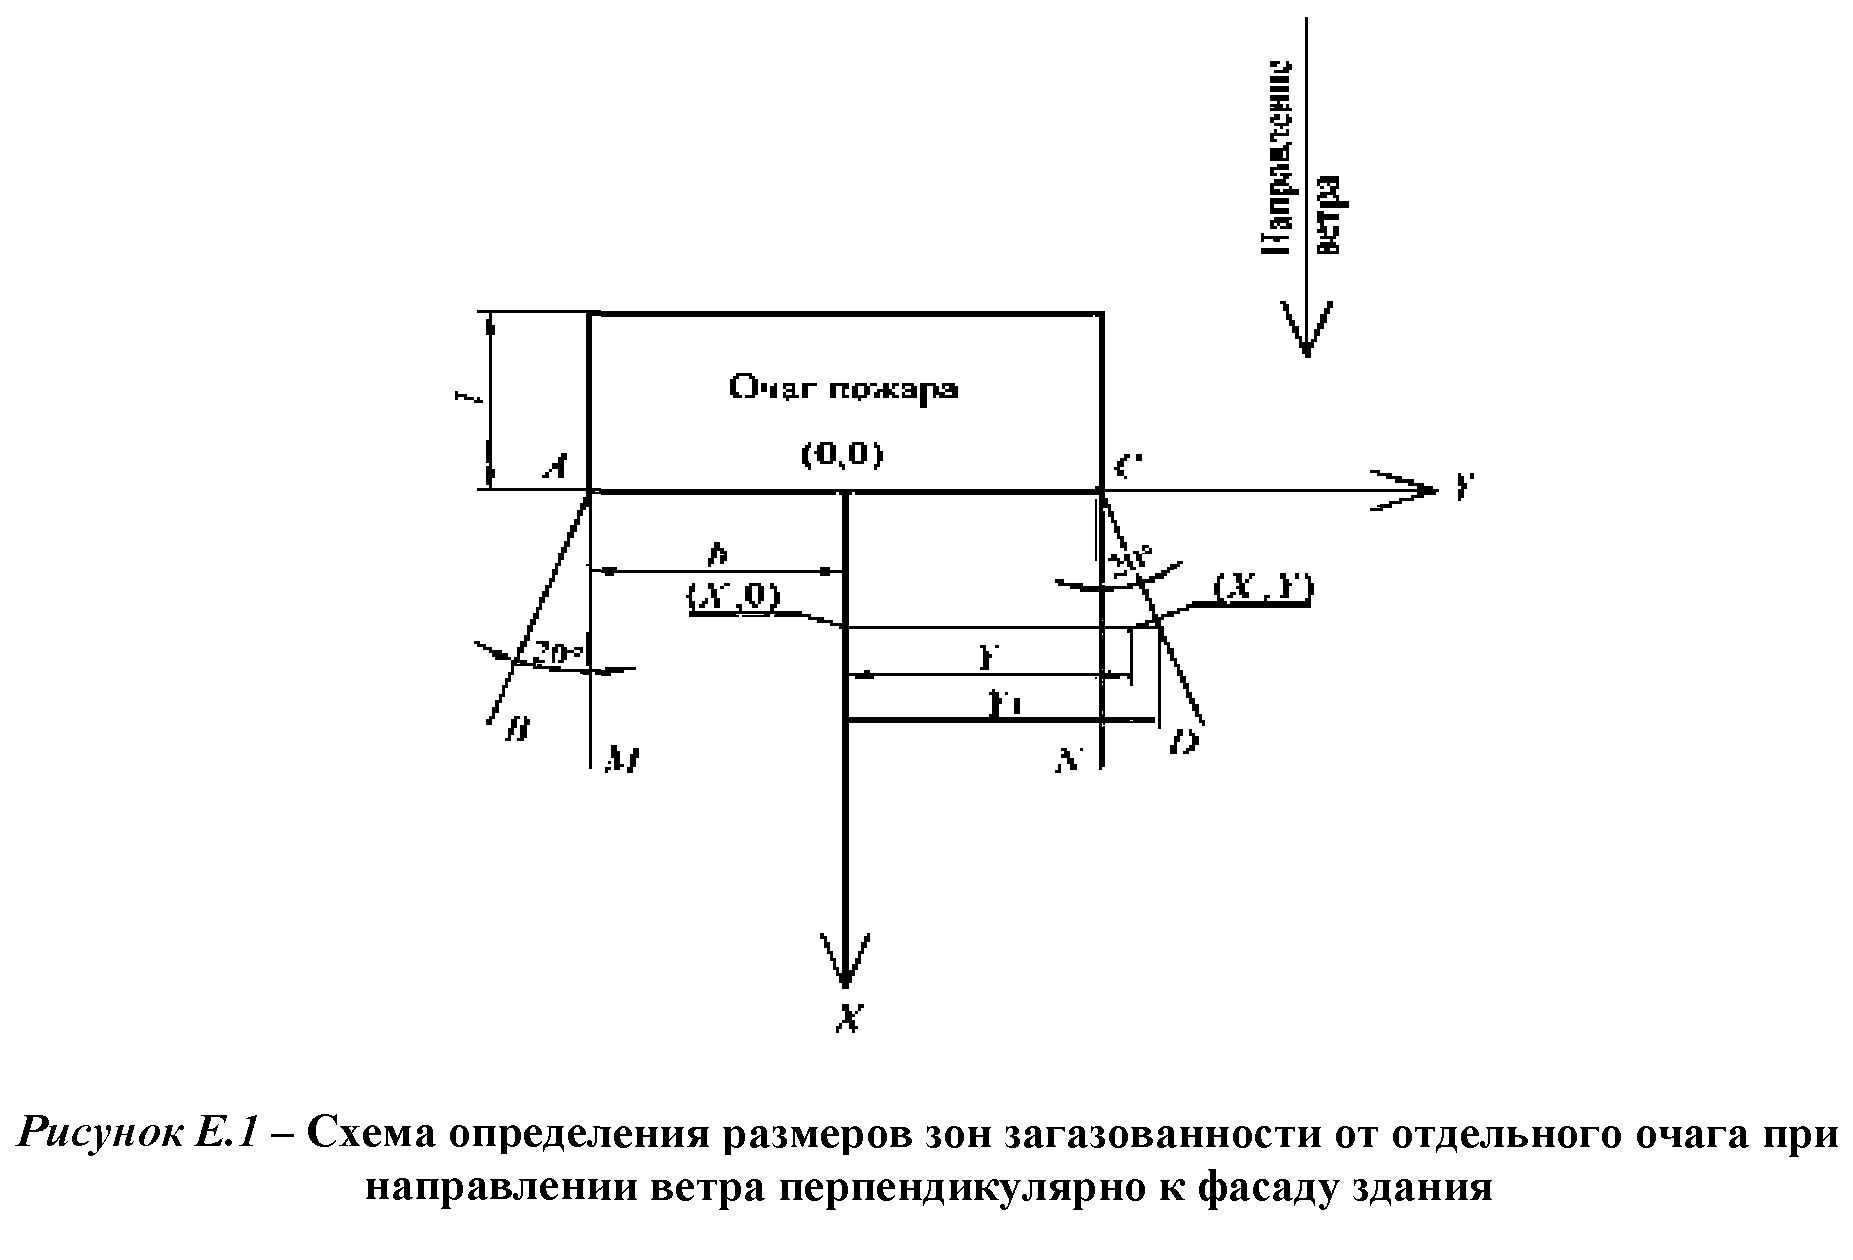 Направление
ветра
l
Очаг пожара
(0,0)
A
C
Y
b
(X,0)
20°
(X,Y)
20°
Y
Y₁
B
M
N
D
X
Рисунок Е.1 – Схема определения размеров зон загазованности от отдельного очага при
направлении ветра перпендикулярно к фасаду здания